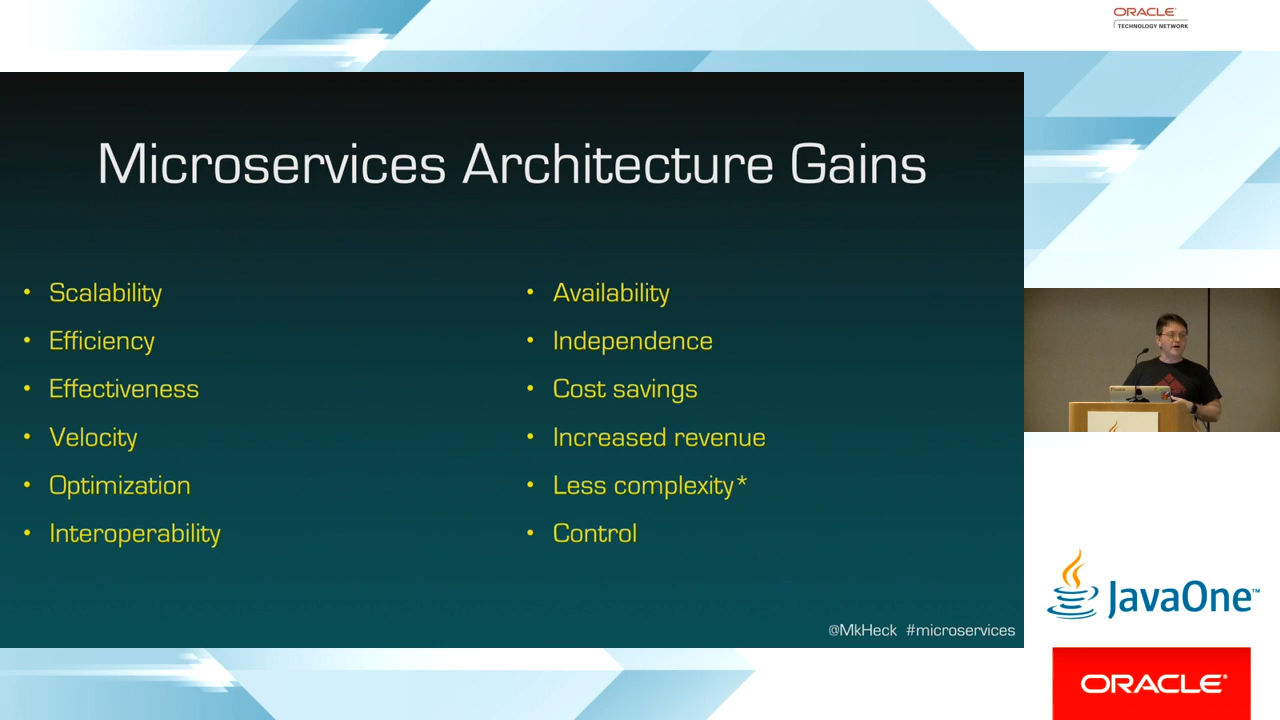 ORACLE
TECHNOLOGY NETWORK
Microservices Architecture Gains
• Scalability
• Efficiency
• Effectiveness
• Velocity
• Optimization
• Interoperability
• Availability
• Independence
• Cost savings
• Increased revenue
• Less complexity*
• Control
@MkHeck #microservices
JavaOne™
ORACLE®